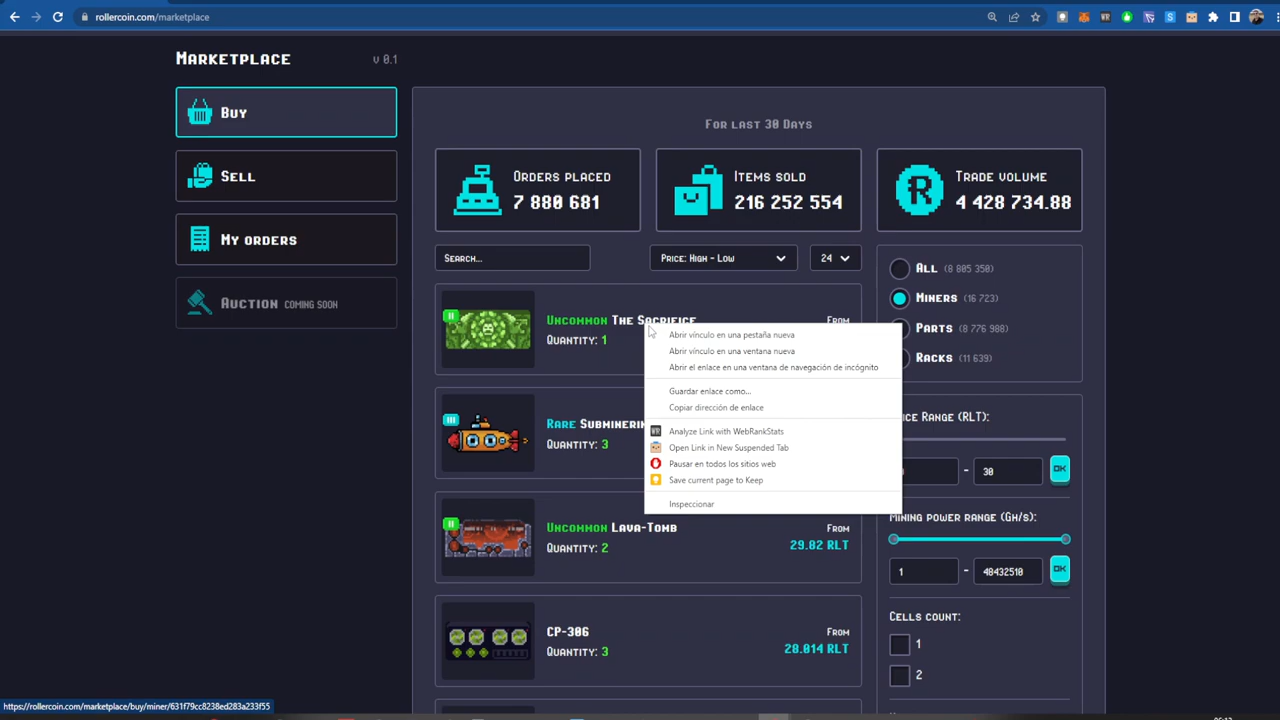 rollercoin.com/marketplace
Marketplace
v 0.1
Buy
Sell
My orders
Auction coming soon
For last 30 Days
Orders placed
7 880 681
Items sold
216 252 554
Trade volume
4 428 734.88
Search...
Price: High - Low
24
All (8 805 350)
Miners (16 723)
Parts (8 776 988)
Racks (11 639)
Uncommon The Sacrifice
From
Quantity: 1
Abrir vínculo en una pestaña nueva
Abrir vínculo en una ventana nueva
Abrir el enlace en una ventana de navegación de incógnito
Guardar enlace como...
Copiar dirección de enlace
Analyze Link with WebRankStats
Open Link in New Suspended Tab
Pausar en todos los sitios web
Save current page to Keep
Inspeccionar
Rare
Quantity: 3
Uncommon Lava-Tomb
From
Quantity: 2
29.82 RLT
CP-306
From
Quantity: 3
28.014 RLT
(RLT):
- 30 OK
Mining power range (GH/s):
1 - 48432510 OK
Cells count:
1
2
https://rollercoin.com/marketplace/buy/miner/631f79cc8238ed283a233f55